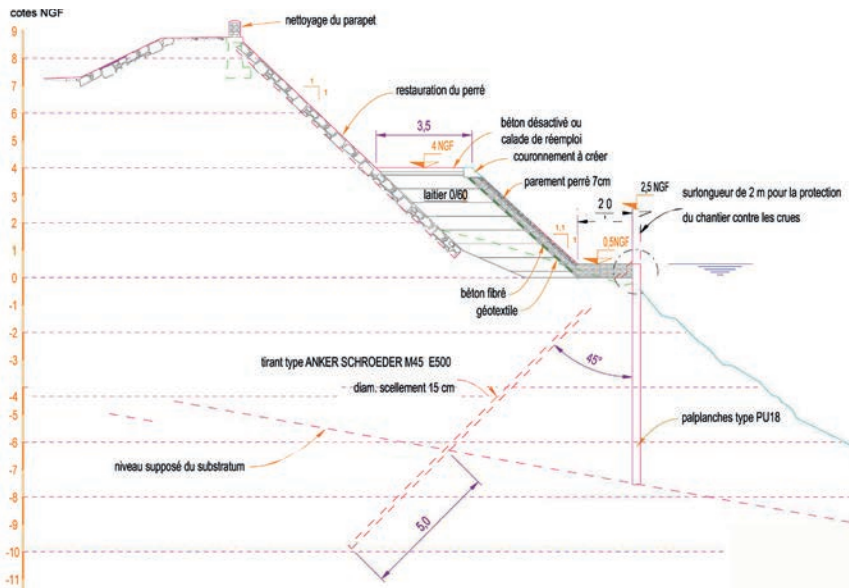 cotes NGF
nettoyage du parapet
9
8
7
6
5
4
3
2
1
0
-1
-2
-3
-4
-5
-6
-7
-8
-9
-10
-11
1
1
restauration du perré
3,5
béton désactivé ou
calade de réemploi
4 NGF
couronnement à créer
parement perré 7cm
laitier 0/60
2,5 NGF
surlongueur de 2 m pour la protection
du chantier contre les crues
2 0
1,1
1
0,5NGF
béton fibré
géotextile
tirant type ANKER SCHROEDER M45 E500
diam. scellement 15 cm
45°
palplanches type PU18
niveau supposé du substratum
5,0